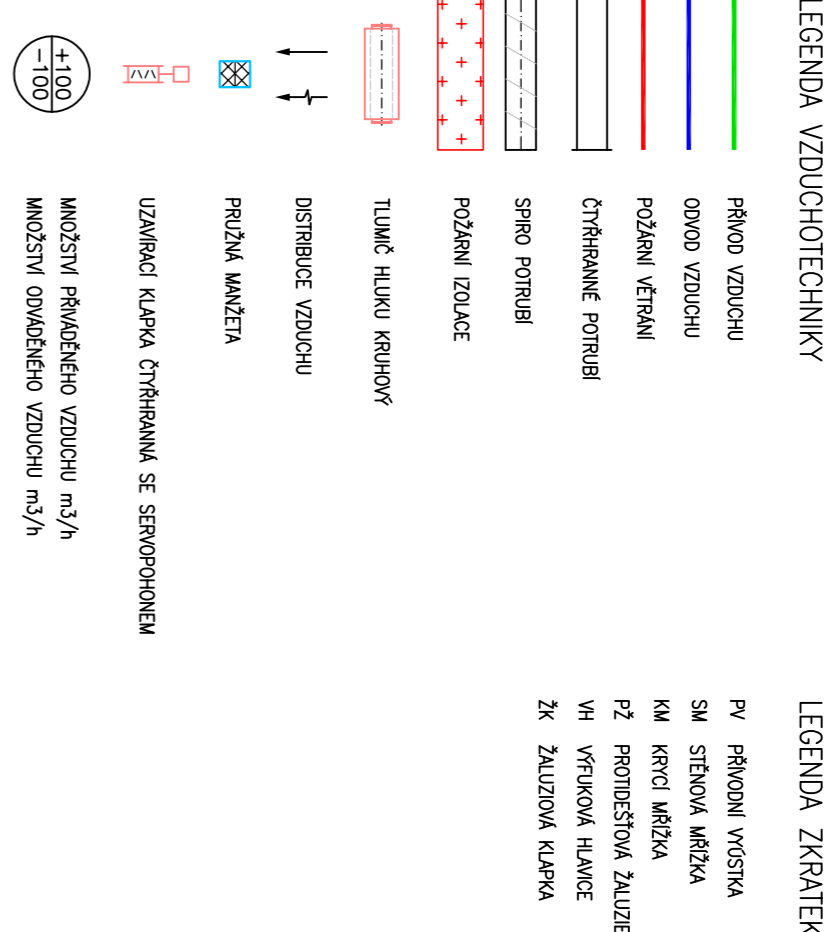 LEGENDA VZDUCHOTECHNIKY
PŘÍVOD VZDUCHU
ODVOD VZDUCHU
POŽÁRNÍ VĚTRÁNÍ
ČTYŘHRANNÉ POTRUBÍ
SPIRO POTRUBÍ
POŽÁRNÍ IZOLACE
TLUMIČ HLUKU KRUHOVÝ
DISTRIBUCE VZDUCHU
PRUŽNÁ MANŽETA
UZAVÍRACÍ KLAPKA ČTYŘHRANNÁ SE SERVOPOHONEM
+100
-100
MNOŽSTVÍ PŘIVÁDĚNÉHO VZDUCHU m3/h
MNOŽSTVÍ ODVÁDĚNÉHO VZDUCHU m3/h
LEGENDA ZKRATEK
PV PŘÍVODNÍ VYÚSTKA
SM STĚNOVÁ MŘÍŽKA
KM KRYCÍ MŘÍŽKA
PŽ PROTIDEŠŤOVÁ ŽALUZIE
VH VÝFUKOVÁ HLAVICE
ŽK ŽALUZIOVÁ KLAPKA